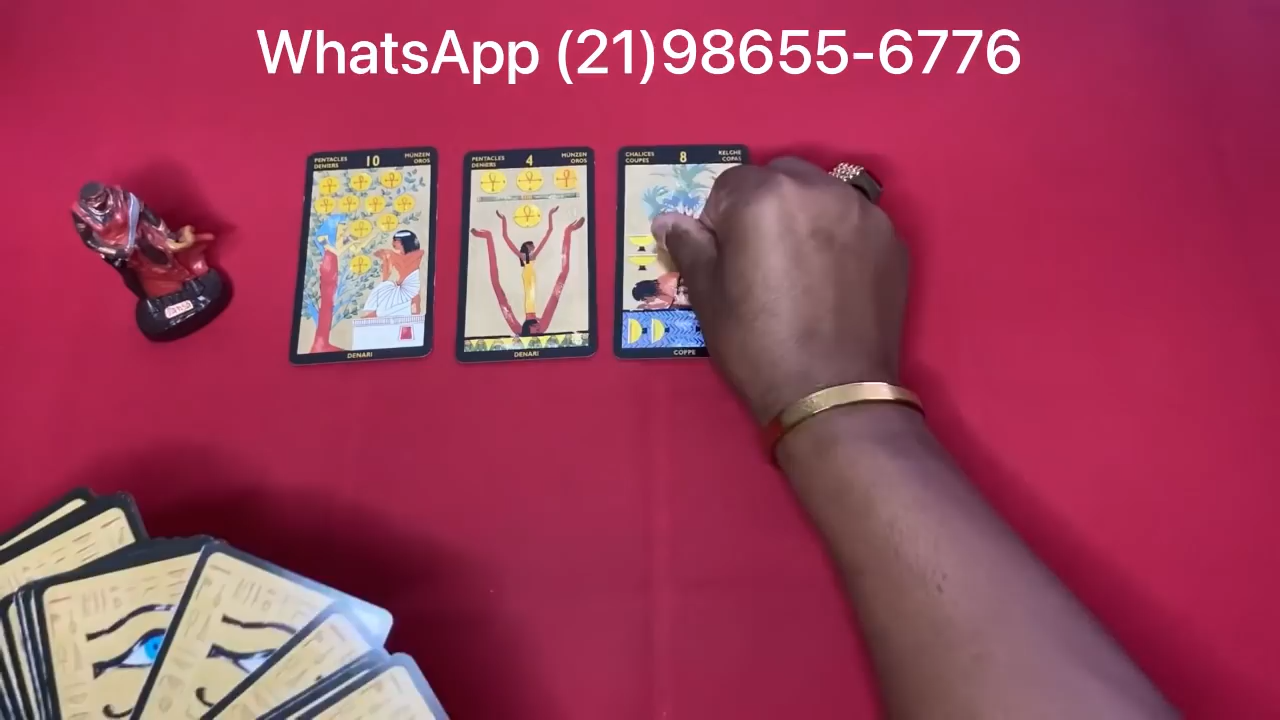 WhatsApp (21)98655-6776
PENTACLES
DENIERS
10
MÜNZEN
OROS
DENARI
PENTACLES
DENIERS
4
MÜNZEN
OROS
DENARI
CHALICES
COUPES
8
KELCHE
COPAS
COPPE